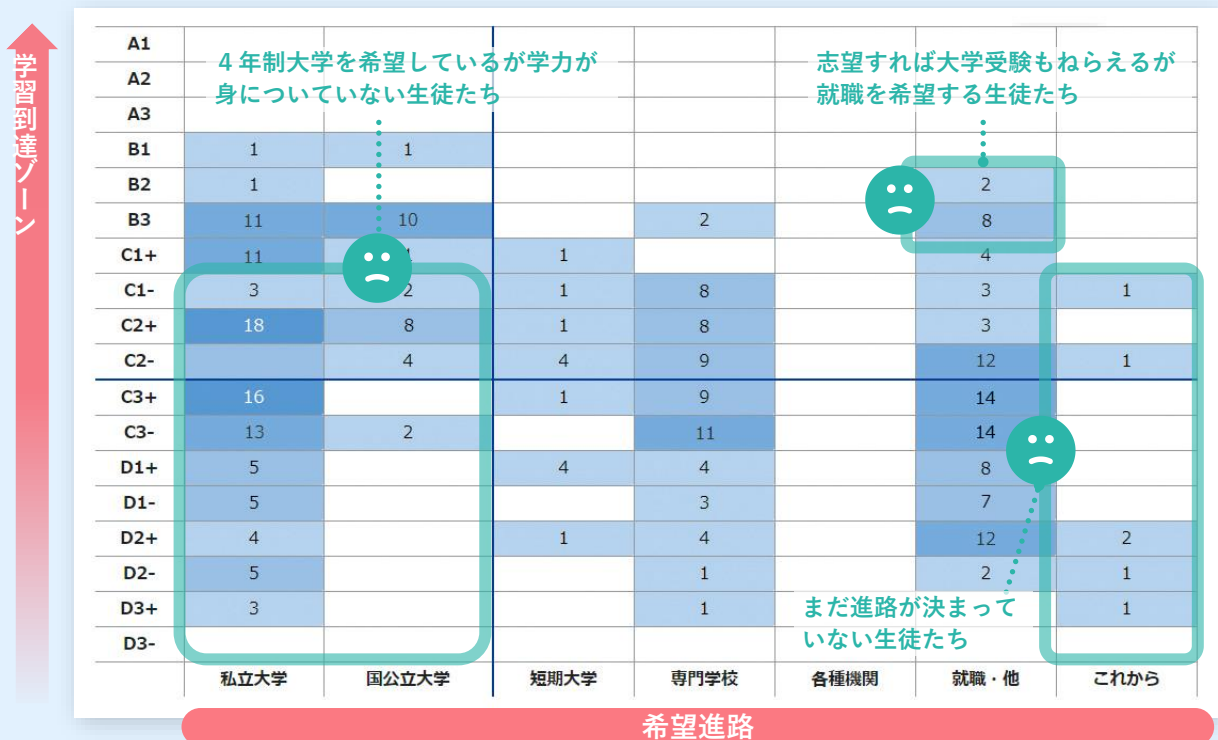 学習到達ゾーン
4年制大学を希望しているが学力が
身についていない生徒たち
志望すれば大学受験もねらえるが
就職を希望する生徒たち
A1
A2
A3
B1 1 1
B2 1 2
B3 11 10 2 8
C1+ 11 1 4
C1- 3 2 1 8 3 1
C2+ 18 8 1 8 3
C2- 4 4 9 12 1
C3+ 16 1 9 14
C3- 13 2 11 14
D1+ 5 4 4 8
D1- 5 3 7
D2+ 4 1 4 12 2
D2- 5 1 2 1
D3+ 3 1 1
D3-
まだ進路が決まって
いない生徒たち
私立大学 国公立大学 短期大学 専門学校 各種機関 就職・他 これから
希望進路